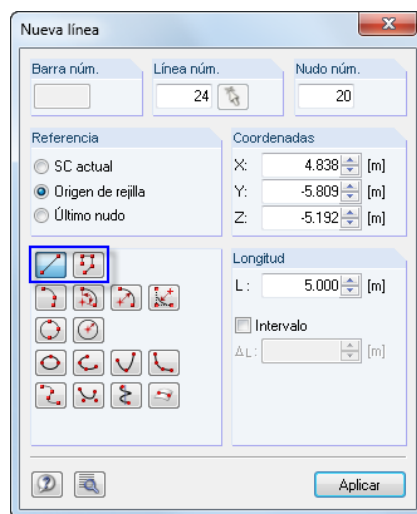 Nueva línea
Barra núm.
Línea núm.
24
Nudo núm.
20
Referencia
SC actual
Origen de rejilla
Último nudo
Coordenadas
X: 4.838 [m]
Y: -5.809 [m]
Z: -5.192 [m]
Longitud
L : 5.000 [m]
Intervalo
ΔL: [m]
Aplicar